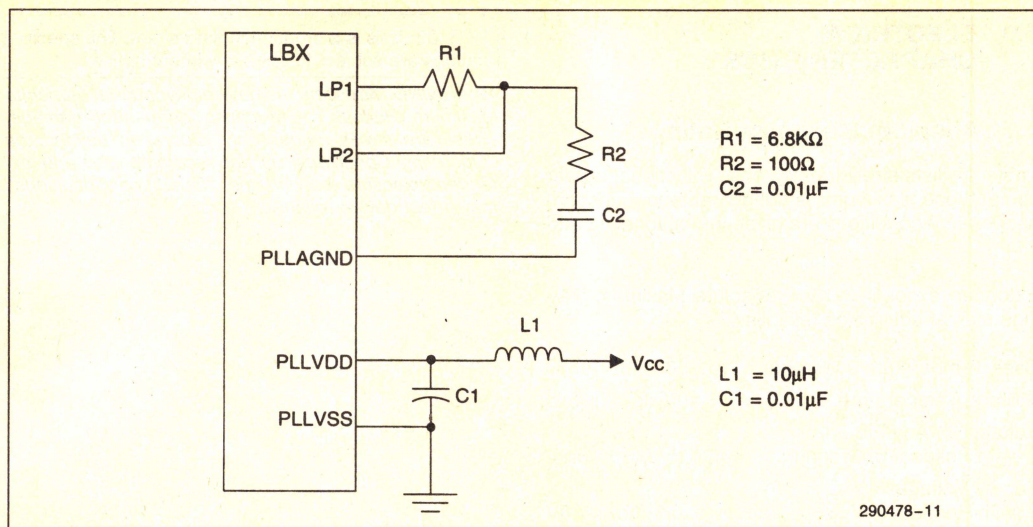 LBX
R1
LP1
LP2
R2
R1 = 6.8KΩ
R2 = 100Ω
C2 = 0.01µF
C2
PLLAGND
L1
PLLVDD
Vcc
C1
L1 = 10µH
C1 = 0.01µF
PLLVSS
290478-11